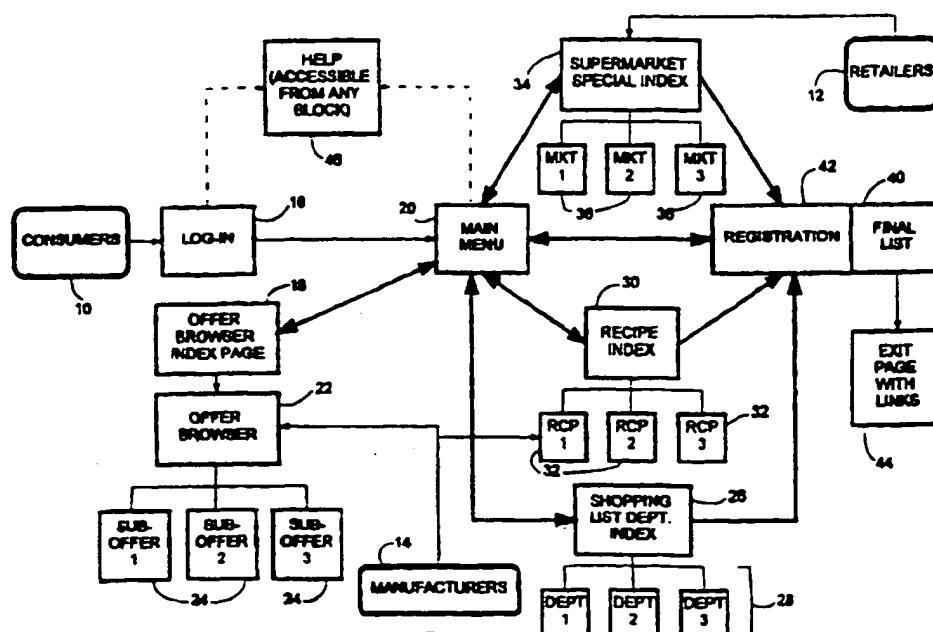 HELP
(ACCESSIBLE
FROM ANY
BLOCK)
46
34
SUPERMARKET
SPECIAL INDEX
RETAILERS
12
MKT
1
MKT
2
MKT
3
36
36
42
40
CONSUMERS
10
LOG-IN
16
20
MAIN
MENU
REGISTRATION
FINAL
LIST
18
OFFER
BROWSER
INDEX PAGE
30
RECIPE
INDEX
EXIT
PAGE
WITH
LINKS
44
22
OFFER
BROWSER
RCP
1
RCP
2
RCP
3
32
32
SUB-
OFFER
1
SUB-
OFFER
2
SUB-
OFFER
3
24
24
14
MANUFACTURERS
26
SHOPPING
LIST DEPT.
INDEX
DEPT
1
DEPT
2
DEPT
3
28